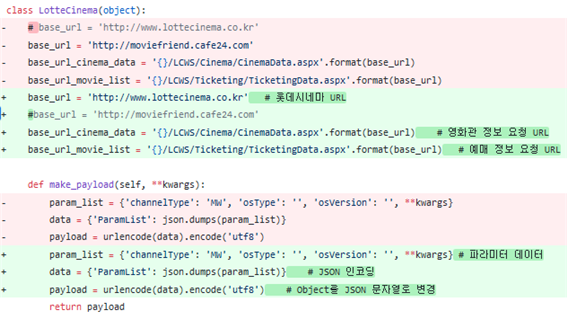 class LotteCinema(object):
-   # base_url = 'http://www.lottecinema.co.kr'
-   base_url = 'http://moviefriend.cafe24.com'
-   base_url_cinema_data = '{}/LCWS/Cinema/CinemaData.aspx'.format(base_url)
-   base_url_movie_list = '{}/LCWS/Ticketing/TicketingData.aspx'.format(base_url)
+   base_url = 'http://www.lottecinema.co.kr'   # 롯데시네마 URL
+   #base_url = 'http://moviefriend.cafe24.com'
+   base_url_cinema_data = '{}/LCWS/Cinema/CinemaData.aspx'.format(base_url)   # 영화관 정보 요청 URL
+   base_url_movie_list = '{}/LCWS/Ticketing/TicketingData.aspx'.format(base_url)   # 예매 정보 요청 URL
    def make_payload(self, **kwargs):
-       param_list = {'channelType': 'MW', 'osType': '', 'osVersion': '', **kwargs}
-       data = {'ParamList': json.dumps(param_list)}
-       payload = urlencode(data).encode('utf8')
+       param_list = {'channelType': 'MW', 'osType': '', 'osVersion': '', **kwargs} # 파라미터 데이터
+       data = {'ParamList': json.dumps(param_list)}   # JSON 인코딩
+       payload = urlencode(data).encode('utf8')   # Object를 JSON 문자열로 변경
        return payload